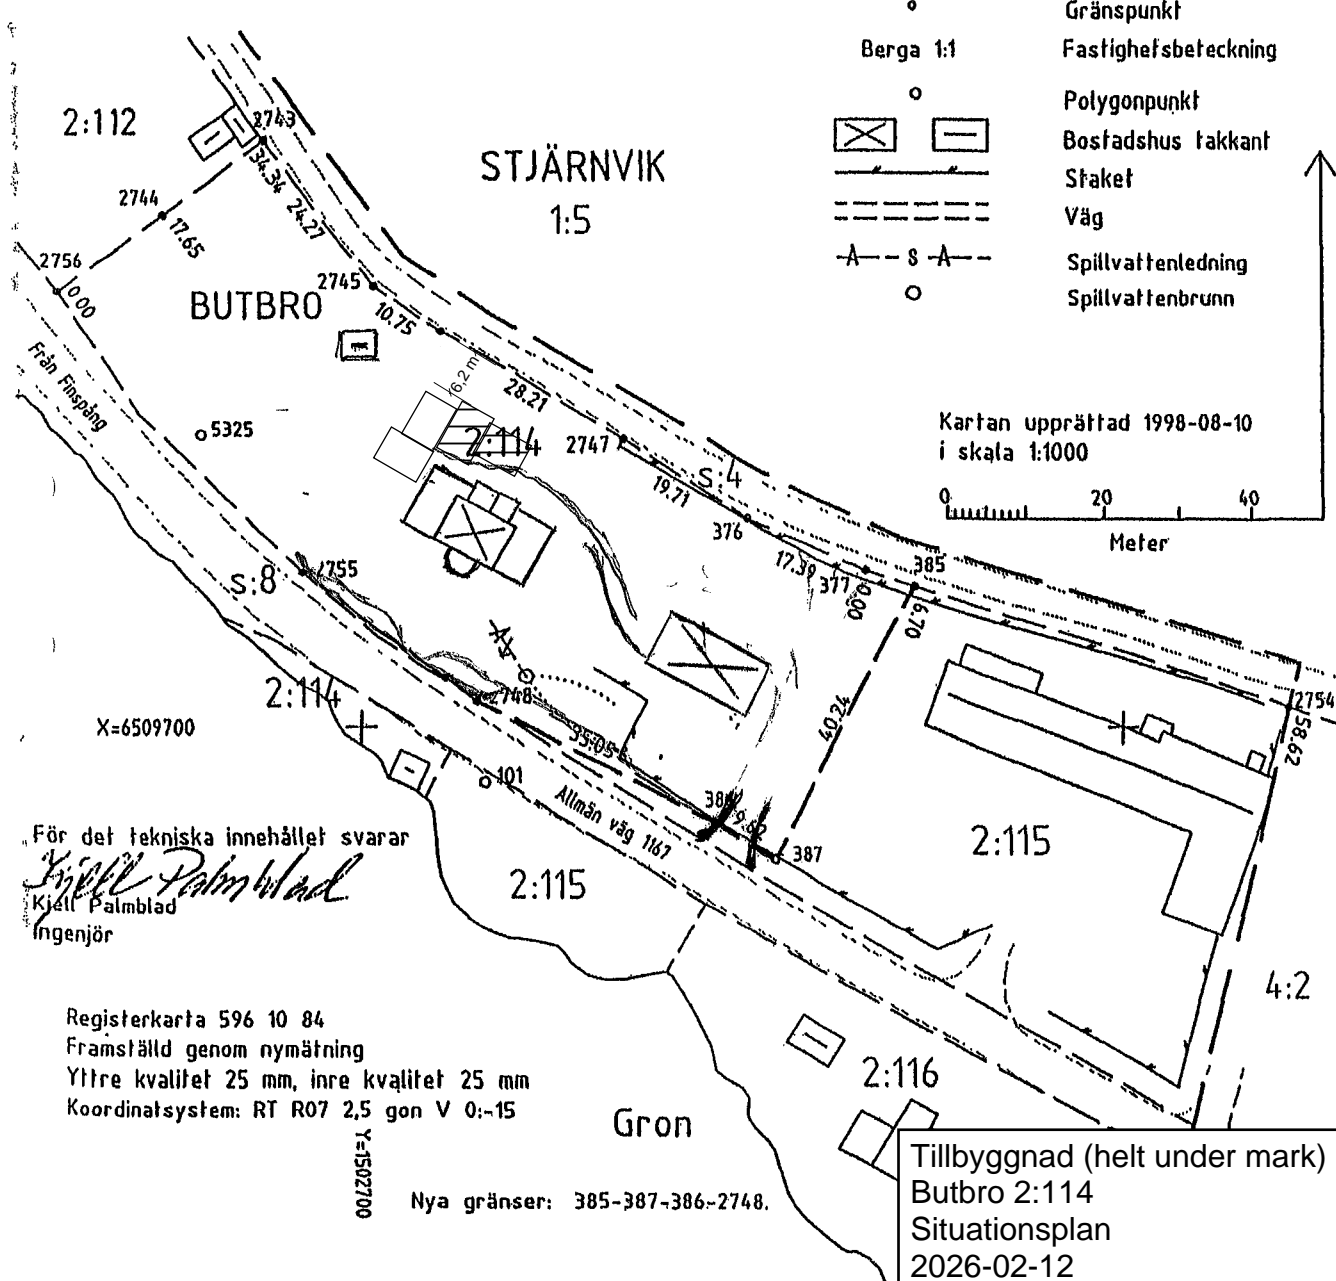 Gränspunkt
Berga 1:1 Fastighetsbeteckning
Polygonpunkt
Bostadshus takkant
Staket
Väg
A - S - A Spillvattenledning
Spillvattenbrunn
2:112
2743
34.34
24.27
2744
17.65
2756
0.00
STJÄRNVIK
1:5
2745
10.75
BUTBRO
Från Finspång
6,2 m
28.21
5325
2:114
2747
S:4
19.71
376
17.39
377
0.00
385
6.70
Kartan upprättad 1998-08-10
i skala 1:1000
0 20 40
Meter
S:8
2755
2:114
2748
X=6509700
35.05
101
Allmän väg 1167
386
9.62
387
40.24
2754
58.62
2:115
2:115
4:2
För det tekniska innehållet svarar
Kjell Palmblad
Kjell Palmblad
Ingenjör
Registerkarta 596 10 84
Framställd genom nymätning
Yttre kvalitet 25 mm, inre kvalitet 25 mm
Koordinatsystem: RT R07 2,5 gon V 0:-15
Y=1502700
Gron
2:116
Nya gränser: 385-387-386-2748.
Tillbyggnad (helt under mark)
Butbro 2:114
Situationsplan
2026-02-12